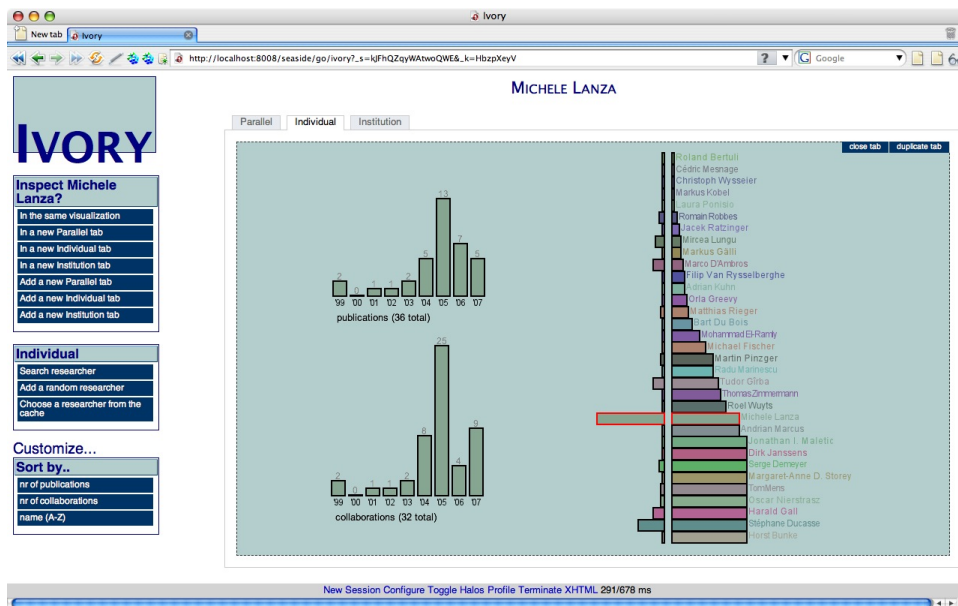 Ivory
New tab
Ivory
http://localhost:8008/seaside/go/ivory?_s=kjFhQZqyWAtwoQWE&_k=HbzpXeyV
?
Google
MICHELE LANZA
IVORY
Parallel
Individual
Institution
close tab
duplicate tab
Inspect Michele
Lanza?
In the same visualization
In a new Parallel tab
In a new Individual tab
In a new Institution tab
Add a new Parallel tab
Add a new Individual tab
Add a new Institution tab
Individual
Search researcher
Add a random researcher
Choose a researcher from the
cache
Customize...
Sort by..
nr of publications
nr of collaborations
name (A-Z)
2 0 1 1 2 5 13 7 5
'99 '00 '01 '02 '03 '04 '05 '06 '07
publications (36 total)
2 0 1 1 2 8 25 4 9
'99 '00 '01 '02 '03 '04 '05 '06 '07
collaborations (32 total)
Roland Bertuli
Cédric Mesnage
Christoph Wysseier
Markus Kobel
Laura Ponisio
Romain Robbes
Jacek Ratzinger
Mircea Lungu
Markus Gälli
Marco D'Ambros
Filip Van Rysselberghe
Adrian Kuhn
Orla Greevy
Matthias Rieger
Bart Du Bois
Mohammad El-Ramly
Michael Fischer
Martin Pinzger
Radu Marinescu
Tudor Gîrba
Thomas Zimmermann
Roel Wuyts
Michele Lanza
Andrian Marcus
Jonathan I. Maletic
Dirk Janssens
Serge Demeyer
Margaret-Anne D. Storey
Tom Mens
Oscar Nierstrasz
Harald Gall
Stéphane Ducasse
Horst Bunke
New Session Configure Toggle Halos Profile Terminate XHTML 291/678 ms